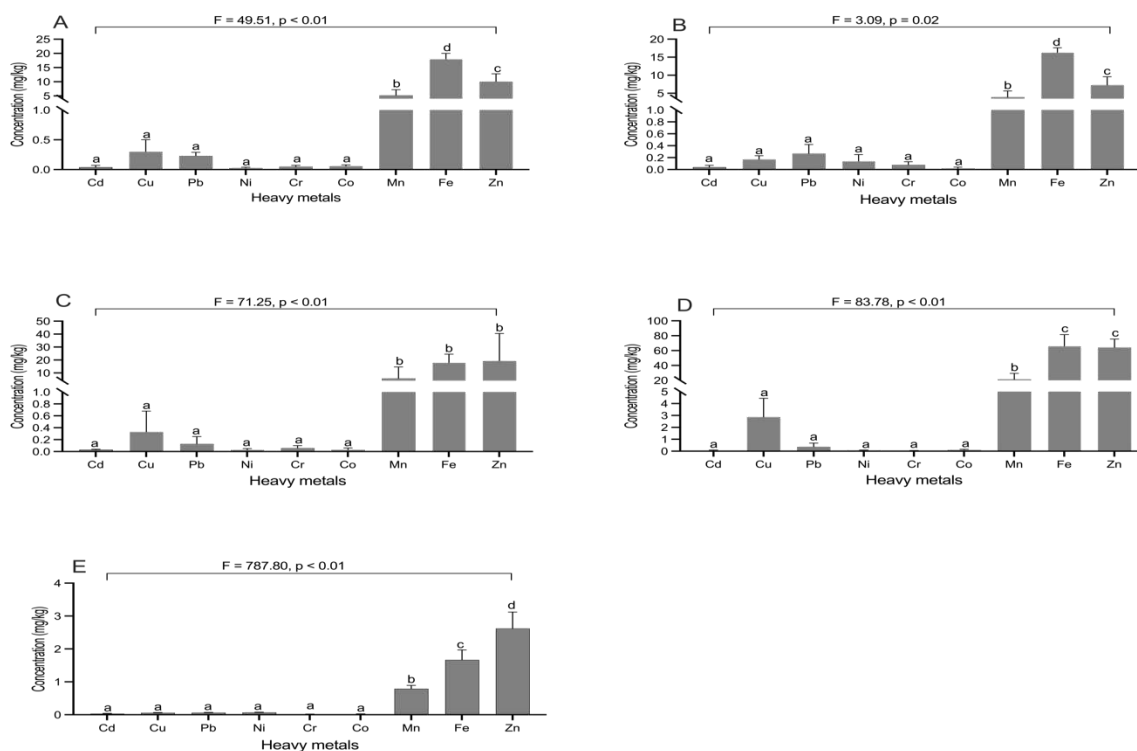 A
F = 49.51, p < 0.01
Concentration (mg/kg)
25
20
15
10
5
1.0
0.5
0.0
a a a a a a b d c
Cd Cu Pb Ni Cr Co Mn Fe Zn
Heavy metals
B
F = 3.09, p = 0.02
Concentration (mg/kg)
20
15
10
5
1.0
0.8
0.6
0.4
0.2
0.0
a a a a a a b d c
Cd Cu Pb Ni Cr Co Mn Fe Zn
Heavy metals
C
F = 71.25, p < 0.01
Concentration (mg/kg)
50
40
30
20
10
1.0
0.8
0.6
0.4
0.2
0.0
a a a a a a b b b
Cd Cu Pb Ni Cr Co Mn Fe Zn
Heavy metals
D
F = 83.78, p < 0.01
Concentration (mg/kg)
100
80
60
40
20
5
4
3
2
1
0
a a a a a a b c c
Cd Cu Pb Ni Cr Co Mn Fe Zn
Heavy metals
E
F = 787.80, p < 0.01
Concentration (mg/kg)
4
3
2
1
0
a a a a a a b c d
Cd Cu Pb Ni Cr Co Mn Fe Zn
Heavy metals